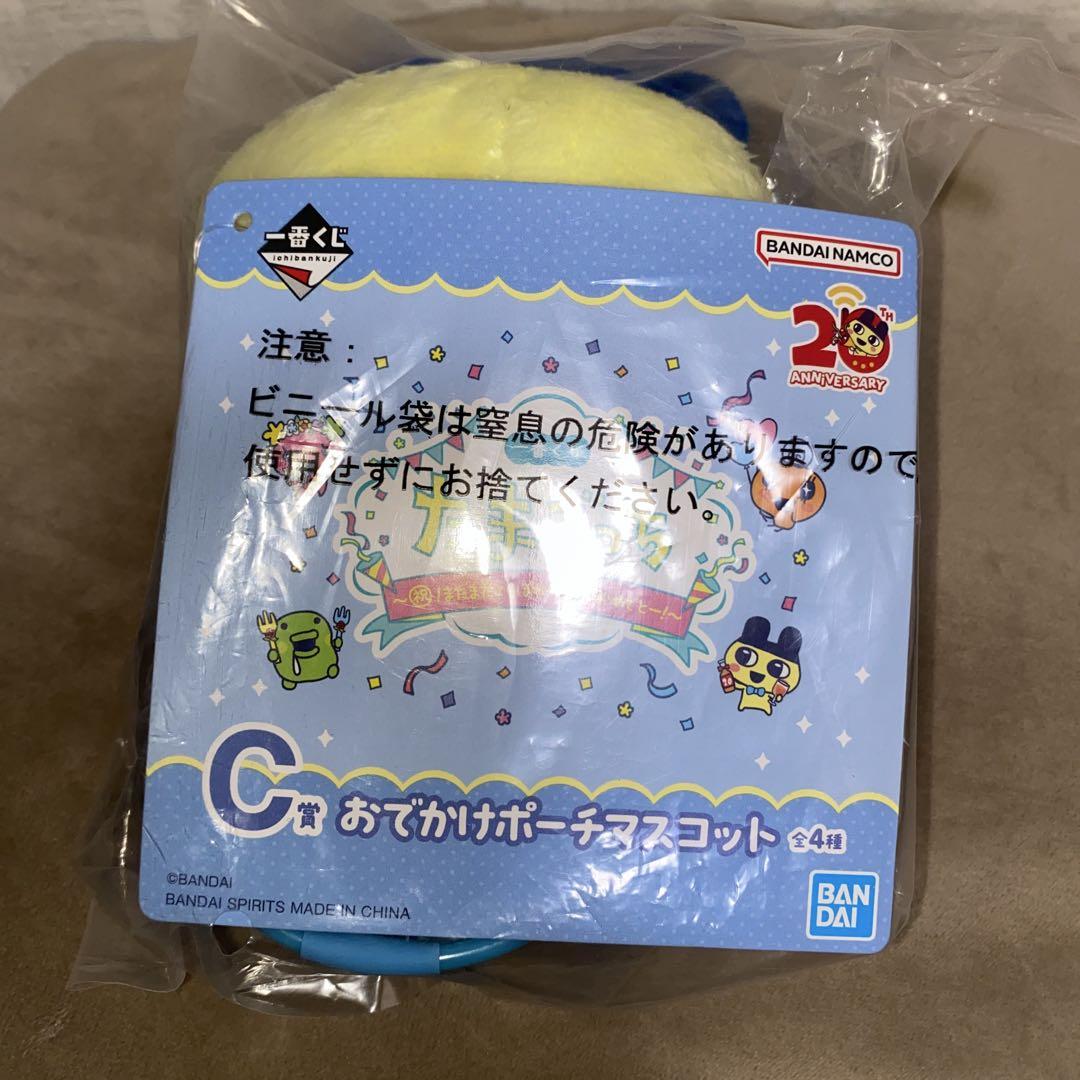 一番くじ
ichibankuji
BANDAI NAMCO
20TH
ANNIVERSARY
注意：
ビニール袋は窒息の危険がありますので
使用せずにお捨てください。
C賞 おでかけポーチマスコット 全4種
©BANDAI
BANDAI SPIRITS MADE IN CHINA
BAN
DAI